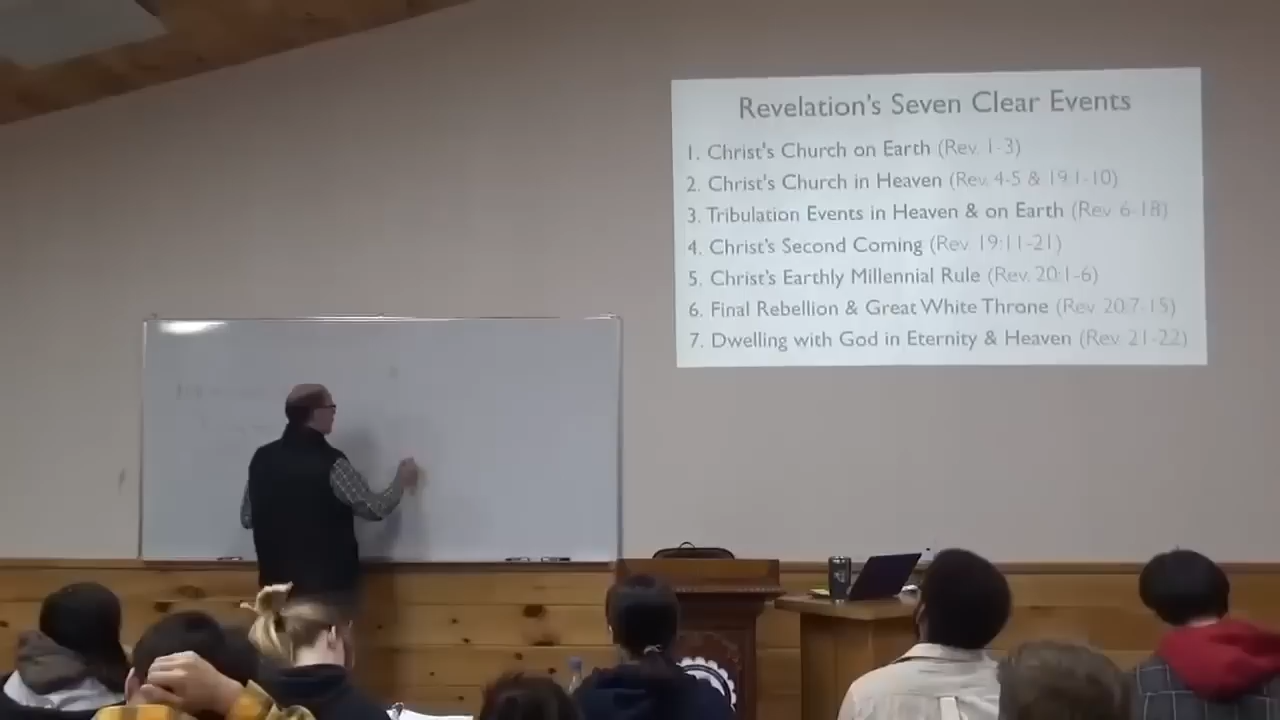 Revelation's Seven Clear Events
1. Christ's Church on Earth (Rev. 1-3)
2. Christ's Church in Heaven (Rev. 4-5 & 19:1-10)
3. Tribulation Events in Heaven & on Earth (Rev. 6-18)
4. Christ's Second Coming (Rev. 19:11-21)
5. Christ's Earthly Millennial Rule (Rev. 20:1-6)
6. Final Rebellion & Great White Throne (Rev. 20:7-15)
7. Dwelling with God in Eternity & Heaven (Rev. 21-22)